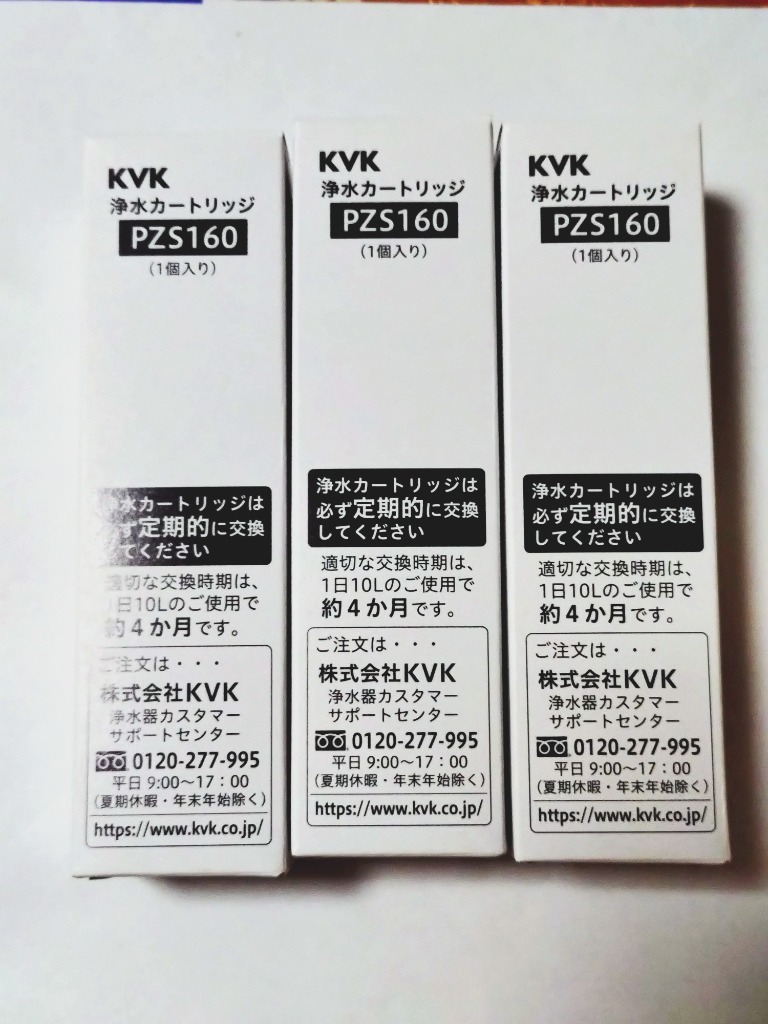 KVK
浄水カートリッジ
PZS160
(1個入り)
水カートリッジは
ず定期的に交換
てください
適切な交換時期は、
1日10Lのご使用で
約4か月です。
ご注文は・・・
株式会社KVK
浄水器カスタマー
サポートセンター
0120-277-995
平日 9:00～17：00
(夏期休暇・年末年始除く)
https://www.kvk.co.jp/
KVK
浄水カートリッジ
PZS160
(1個入り)
浄水カートリッジは
必ず定期的に交換
してください
適切な交換時期は、
1日10Lのご使用で
約4か月です。
ご注文は・・・
株式会社KVK
浄水器カスタマー
サポートセンター
0120-277-995
平日 9:00～17：00
(夏期休暇・年末年始除く)
https://www.kvk.co.jp/
KVK
浄水カートリッジ
PZS160
(1個入り)
浄水カートリッジは
必ず定期的に交換
してください
適切な交換時期は、
1日10Lのご使用で
約4か月です。
ご注文は・・・
株式会社KVK
浄水器カスタマー
サポートセンター
0120-277-995
平日 9:00～17：00
(夏期休暇・年末年始除く)
https://www.kvk.co.jp/